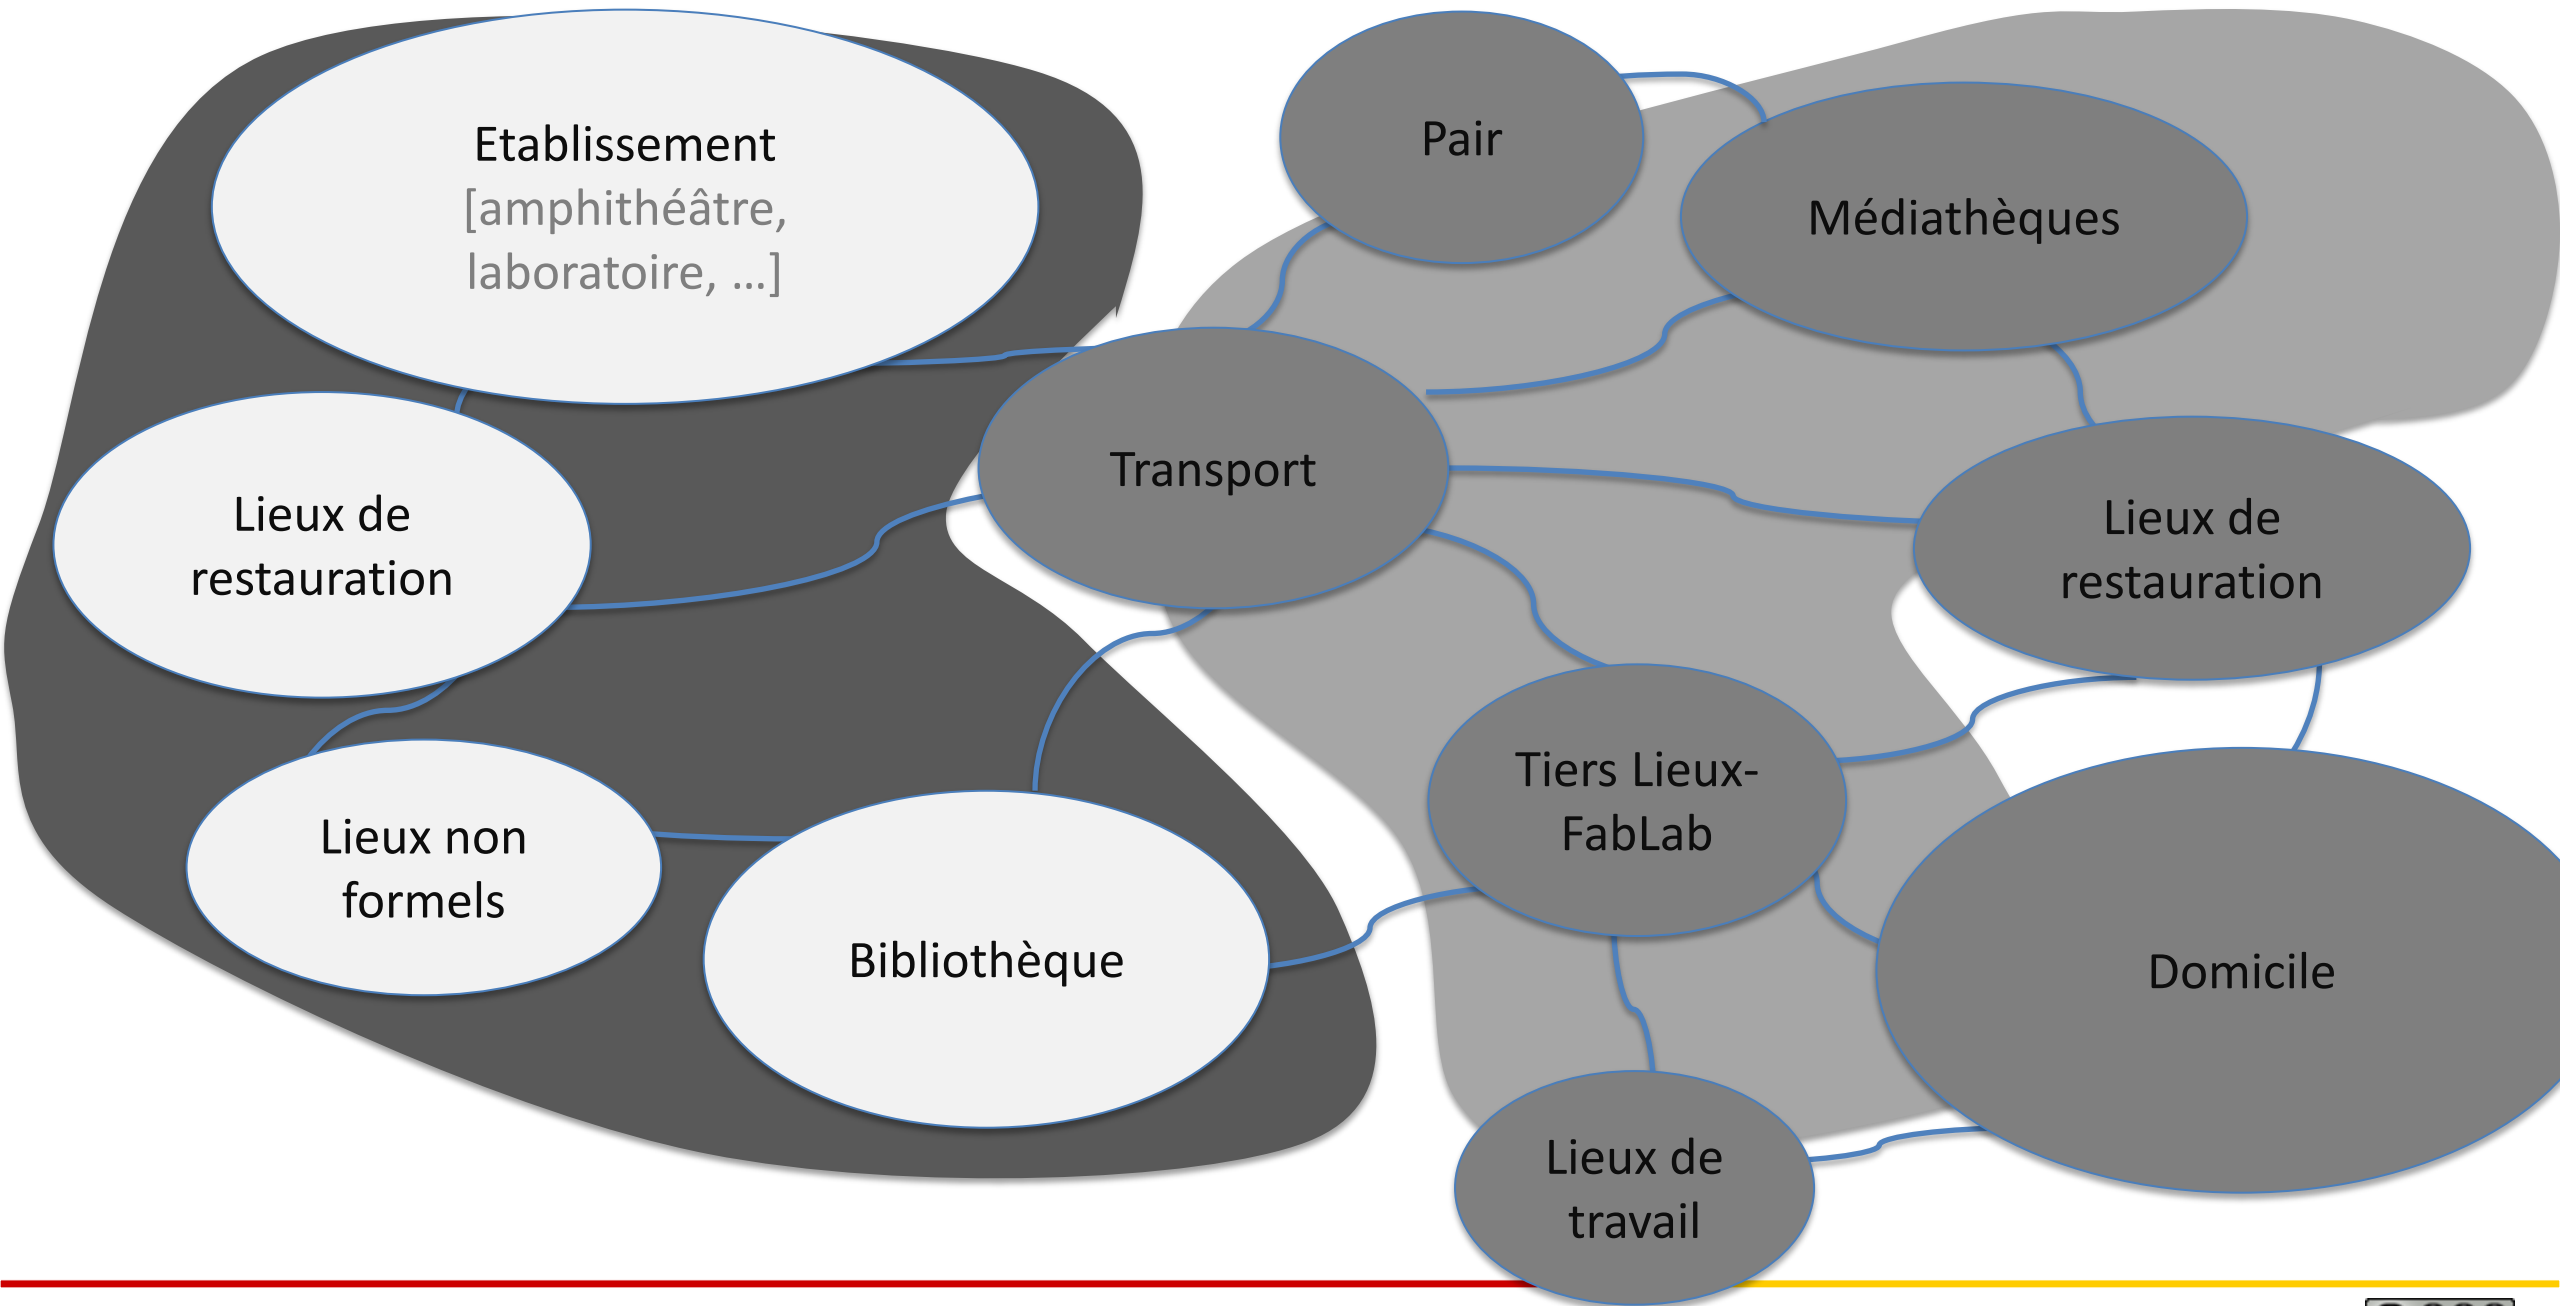 Etablissement
[amphithéâtre,
laboratoire, ...]
Pair
Médiathèques
Transport
Lieux de
restauration
Lieux de
restauration
Tiers Lieux-
FabLab
Lieux non
formels
Bibliothèque
Domicile
Lieux de
travail